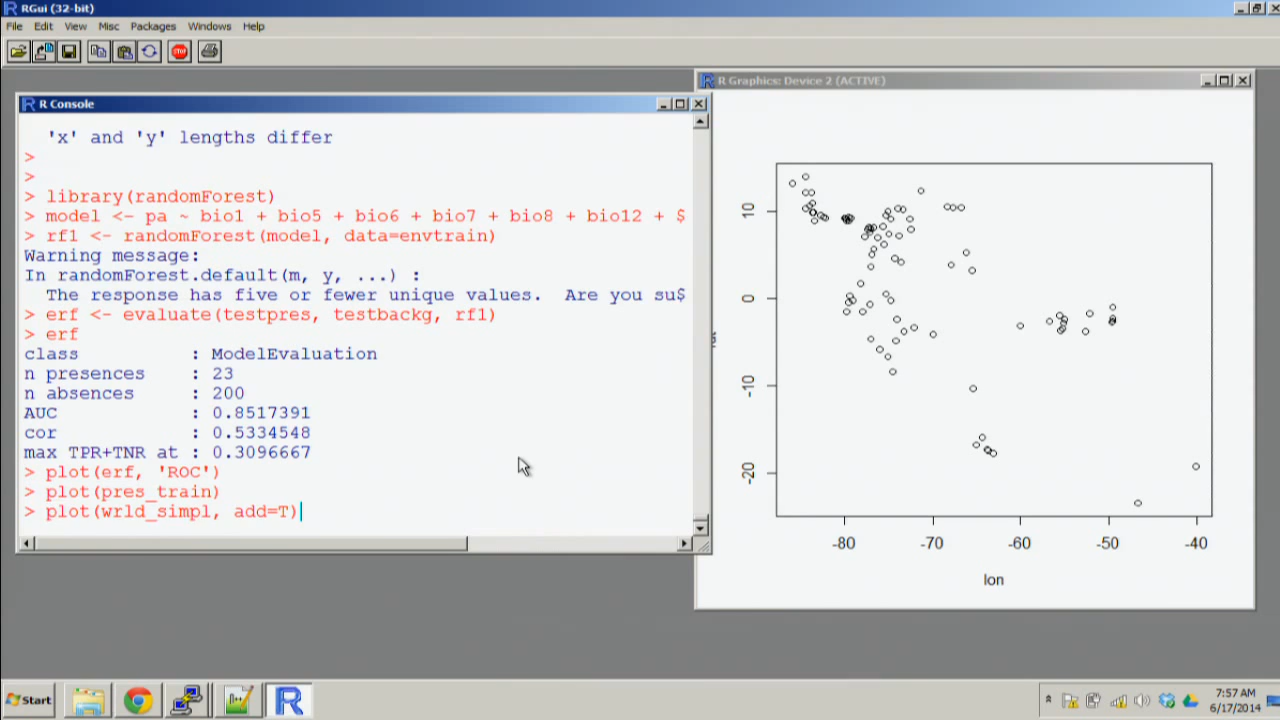 RGui (32-bit)
File Edit View Misc Packages Windows Help
STOP
R Console
'x' and 'y' lengths differ
>
>
> library(randomForest)
> model <- pa ~ bio1 + bio5 + bio6 + bio7 + bio8 + bio12 + $
> rf1 <- randomForest(model, data=envtrain)
Warning message:
In randomForest.default(m, y, ...) :
The response has five or fewer unique values.  Are you su$
> erf <- evaluate(testpres, testbackg, rf1)
> erf
class : ModelEvaluation
n presences : 23
n absences : 200
AUC : 0.8517391
cor : 0.5334548
max TPR+TNR at : 0.3096667
> plot(erf, 'ROC')
> plot(pres_train)
> plot(wrld_simpl, add=T)
R Graphics: Device 2 (ACTIVE)
10
0
-10
-20
-80 -70 -60 -50 -40
lon
Start
7:57 AM
6/17/2014